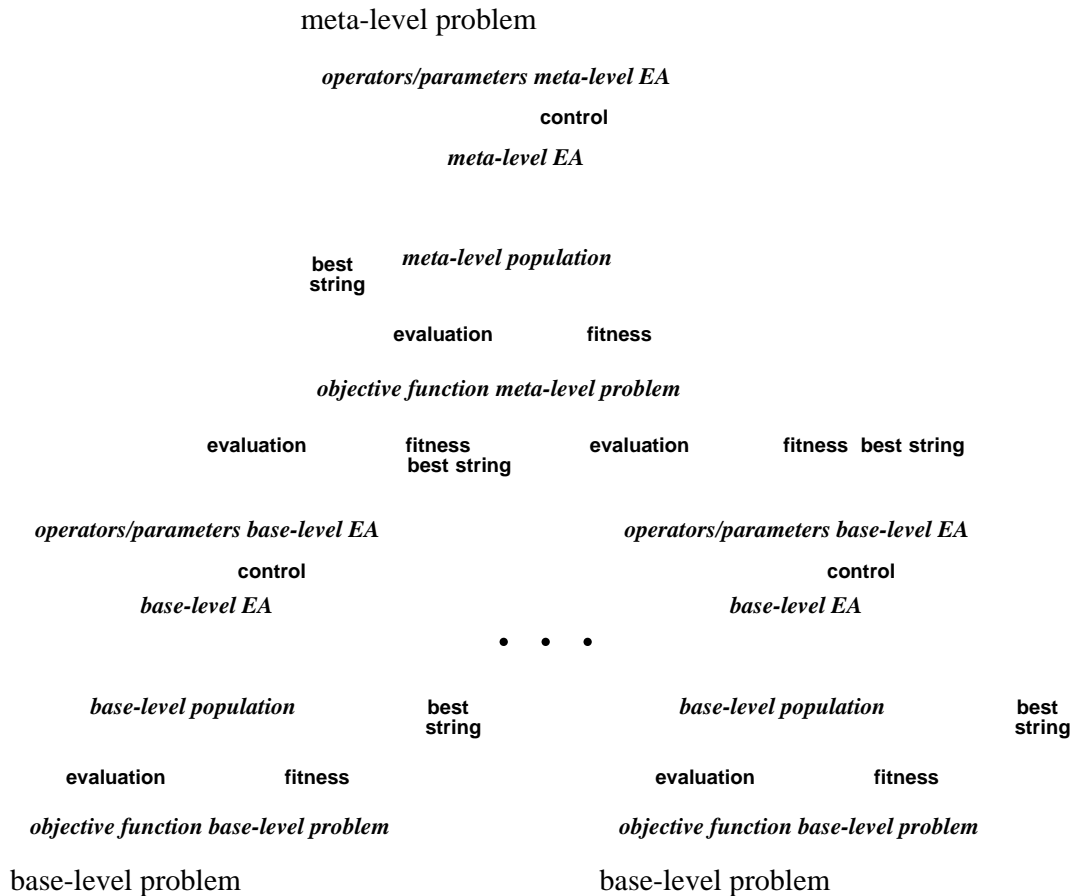 meta-level problem
operators/parameters meta-level EA
control
meta-level EA
best
string
meta-level population
evaluation fitness
objective function meta-level problem
evaluation fitness evaluation fitness best string
best string
operators/parameters base-level EA operators/parameters base-level EA
control control
base-level EA base-level EA
• • •
base-level population best base-level population best
string string
evaluation fitness evaluation fitness
objective function base-level problem objective function base-level problem
base-level problem base-level problem